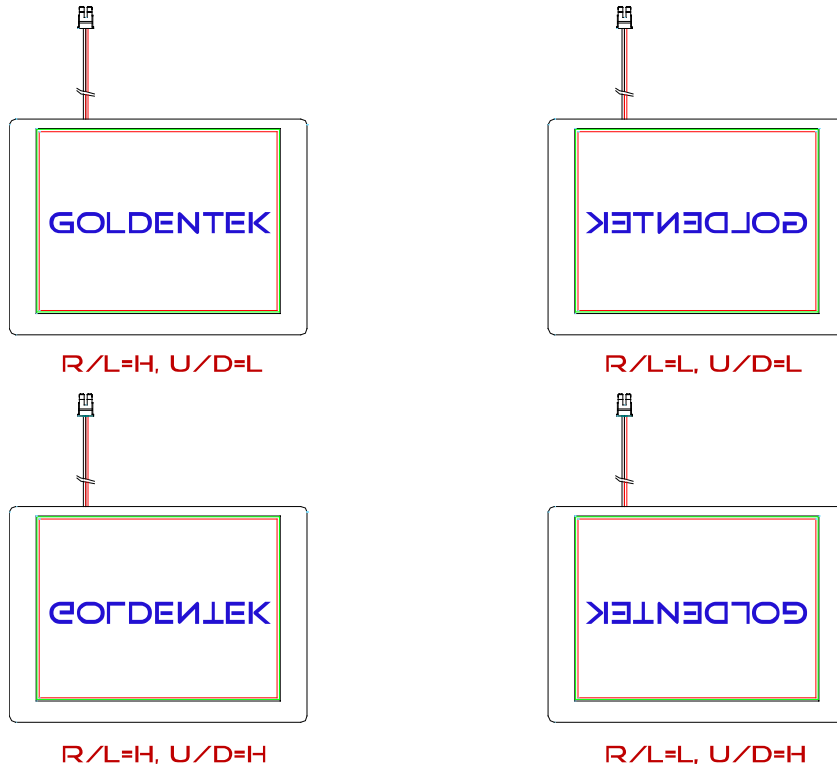 GOLDENTEK
GOLDENTEK
R/L=H, U/D=L
R/L=L, U/D=L
GOLDENTEK
GOLDENTEK
R/L=H, U/D=H
R/L=L, U/D=H